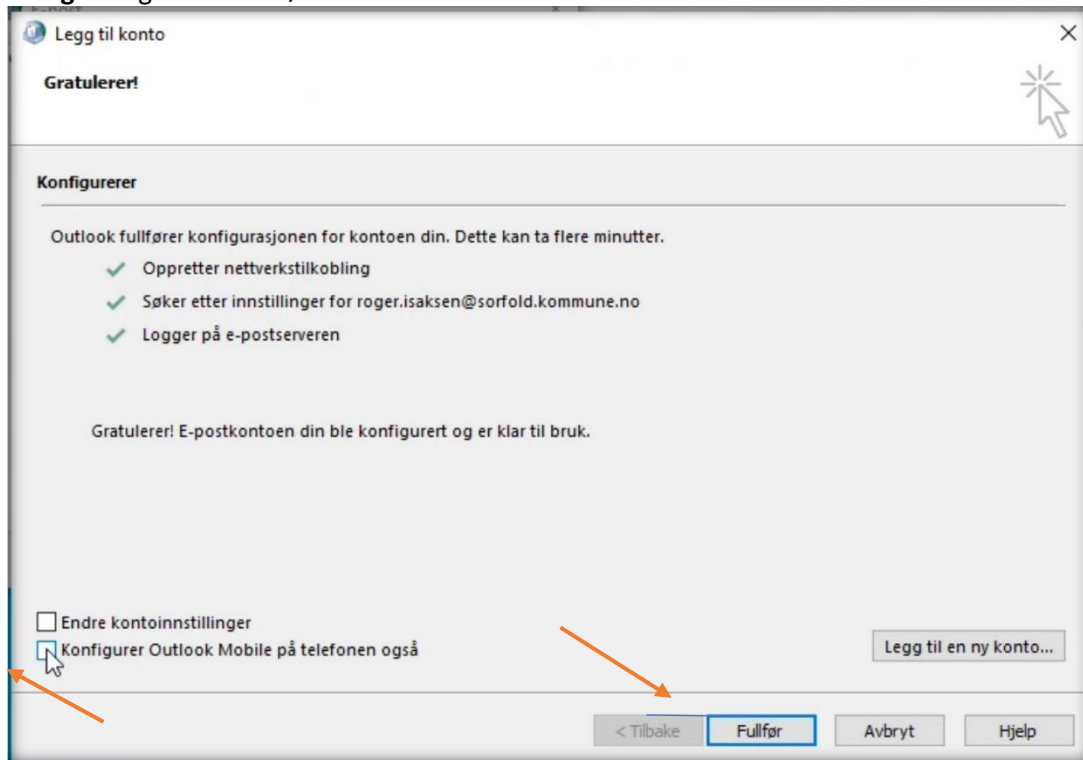 Legg til konto
Gratulerer!
Konfigurerer
Outlook fullfører konfigurasjonen for kontoen din. Dette kan ta flere minutter.
Oppretter nettverkstilkobling
Søker etter innstillinger for roger.isaksen@sorfold.kommune.no
Logger på e-postserveren
Gratulerer! E-postkontoen din ble konfigurert og er klar til bruk.
Endre kontoinnstillinger
Konfigurer Outlook Mobile på telefonen også
Legg til en ny konto...
< Tilbake Fullfør Avbryt Hjelp